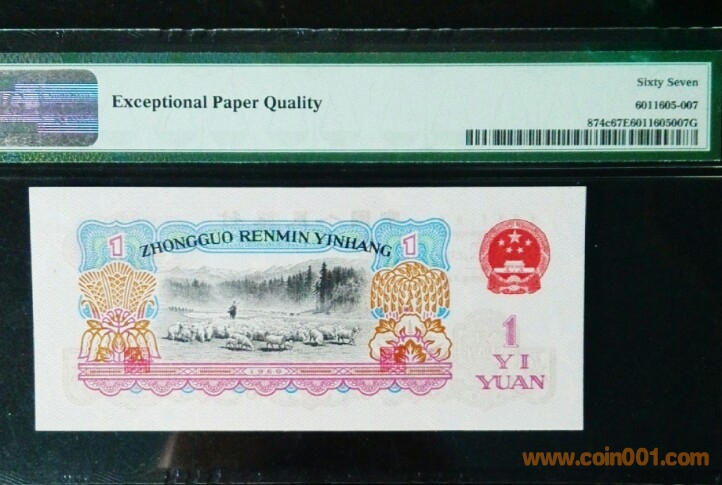 Exceptional Paper Quality
Sixty Seven
6011605-007
874c67E6011605007G
1 ZHONGGUO RENMIN YINHANG 1
1
YI
YUAN
1960
www.coin001.com